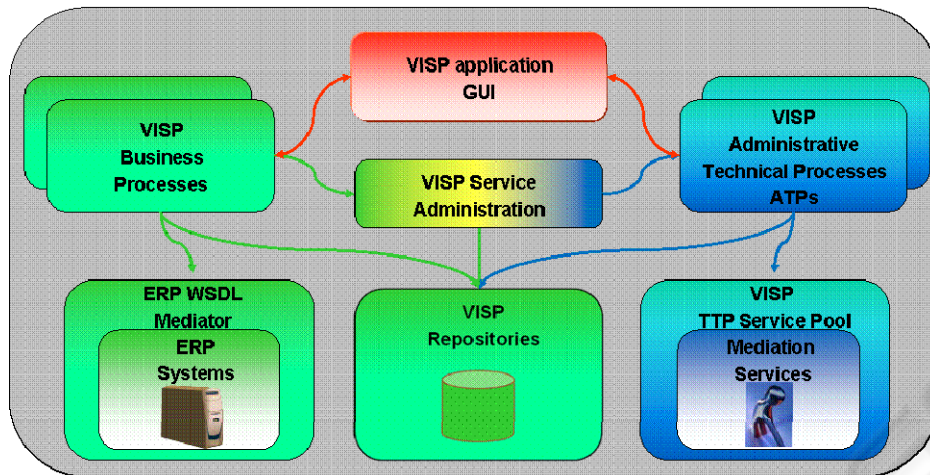 VISP application
GUI
VISP
Business
Processes
VISP Service
Administration
VISP
Administrative
Technical Processes
ATPs
ERP WSDL
Mediator
ERP
Systems
VISP
Repositories
VISP
TTP Service Pool
Mediation
Services